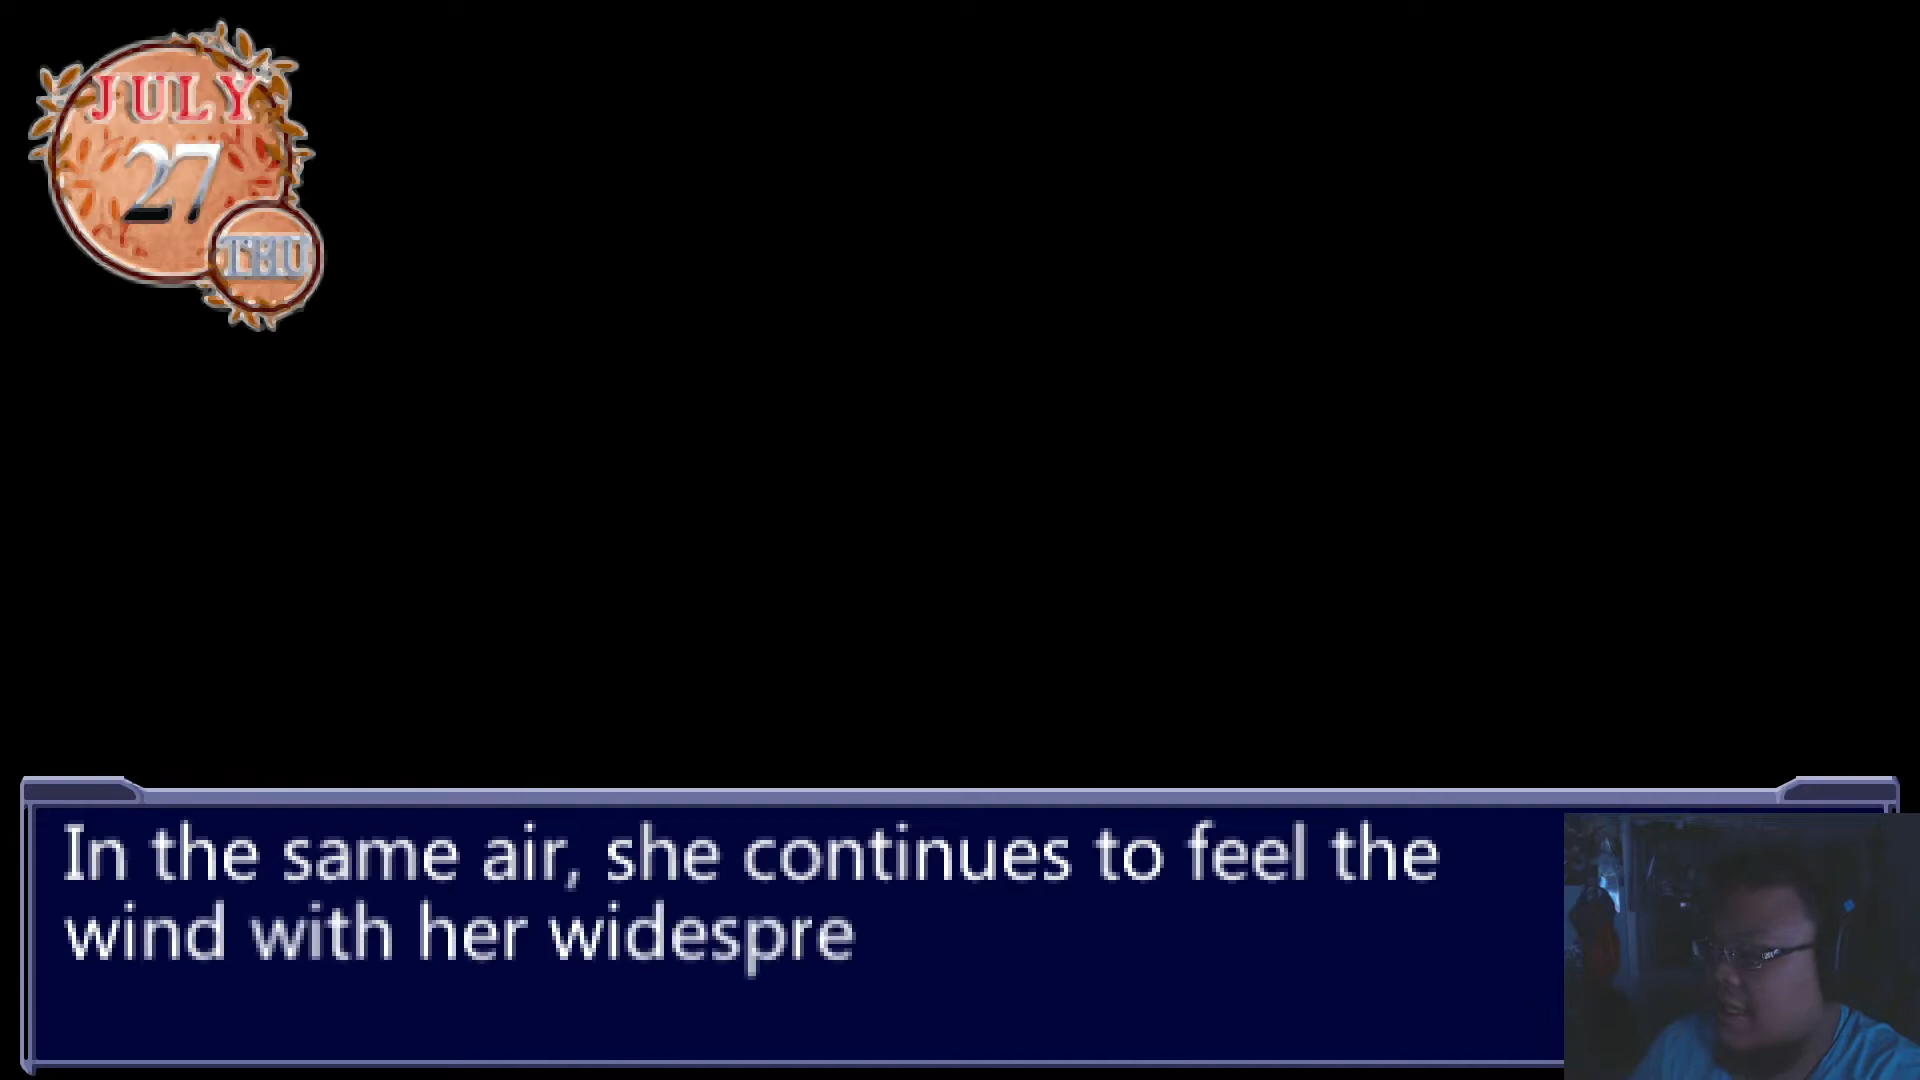 JULY
27
THU
In the same air, she continues to feel the
wind with her widespre